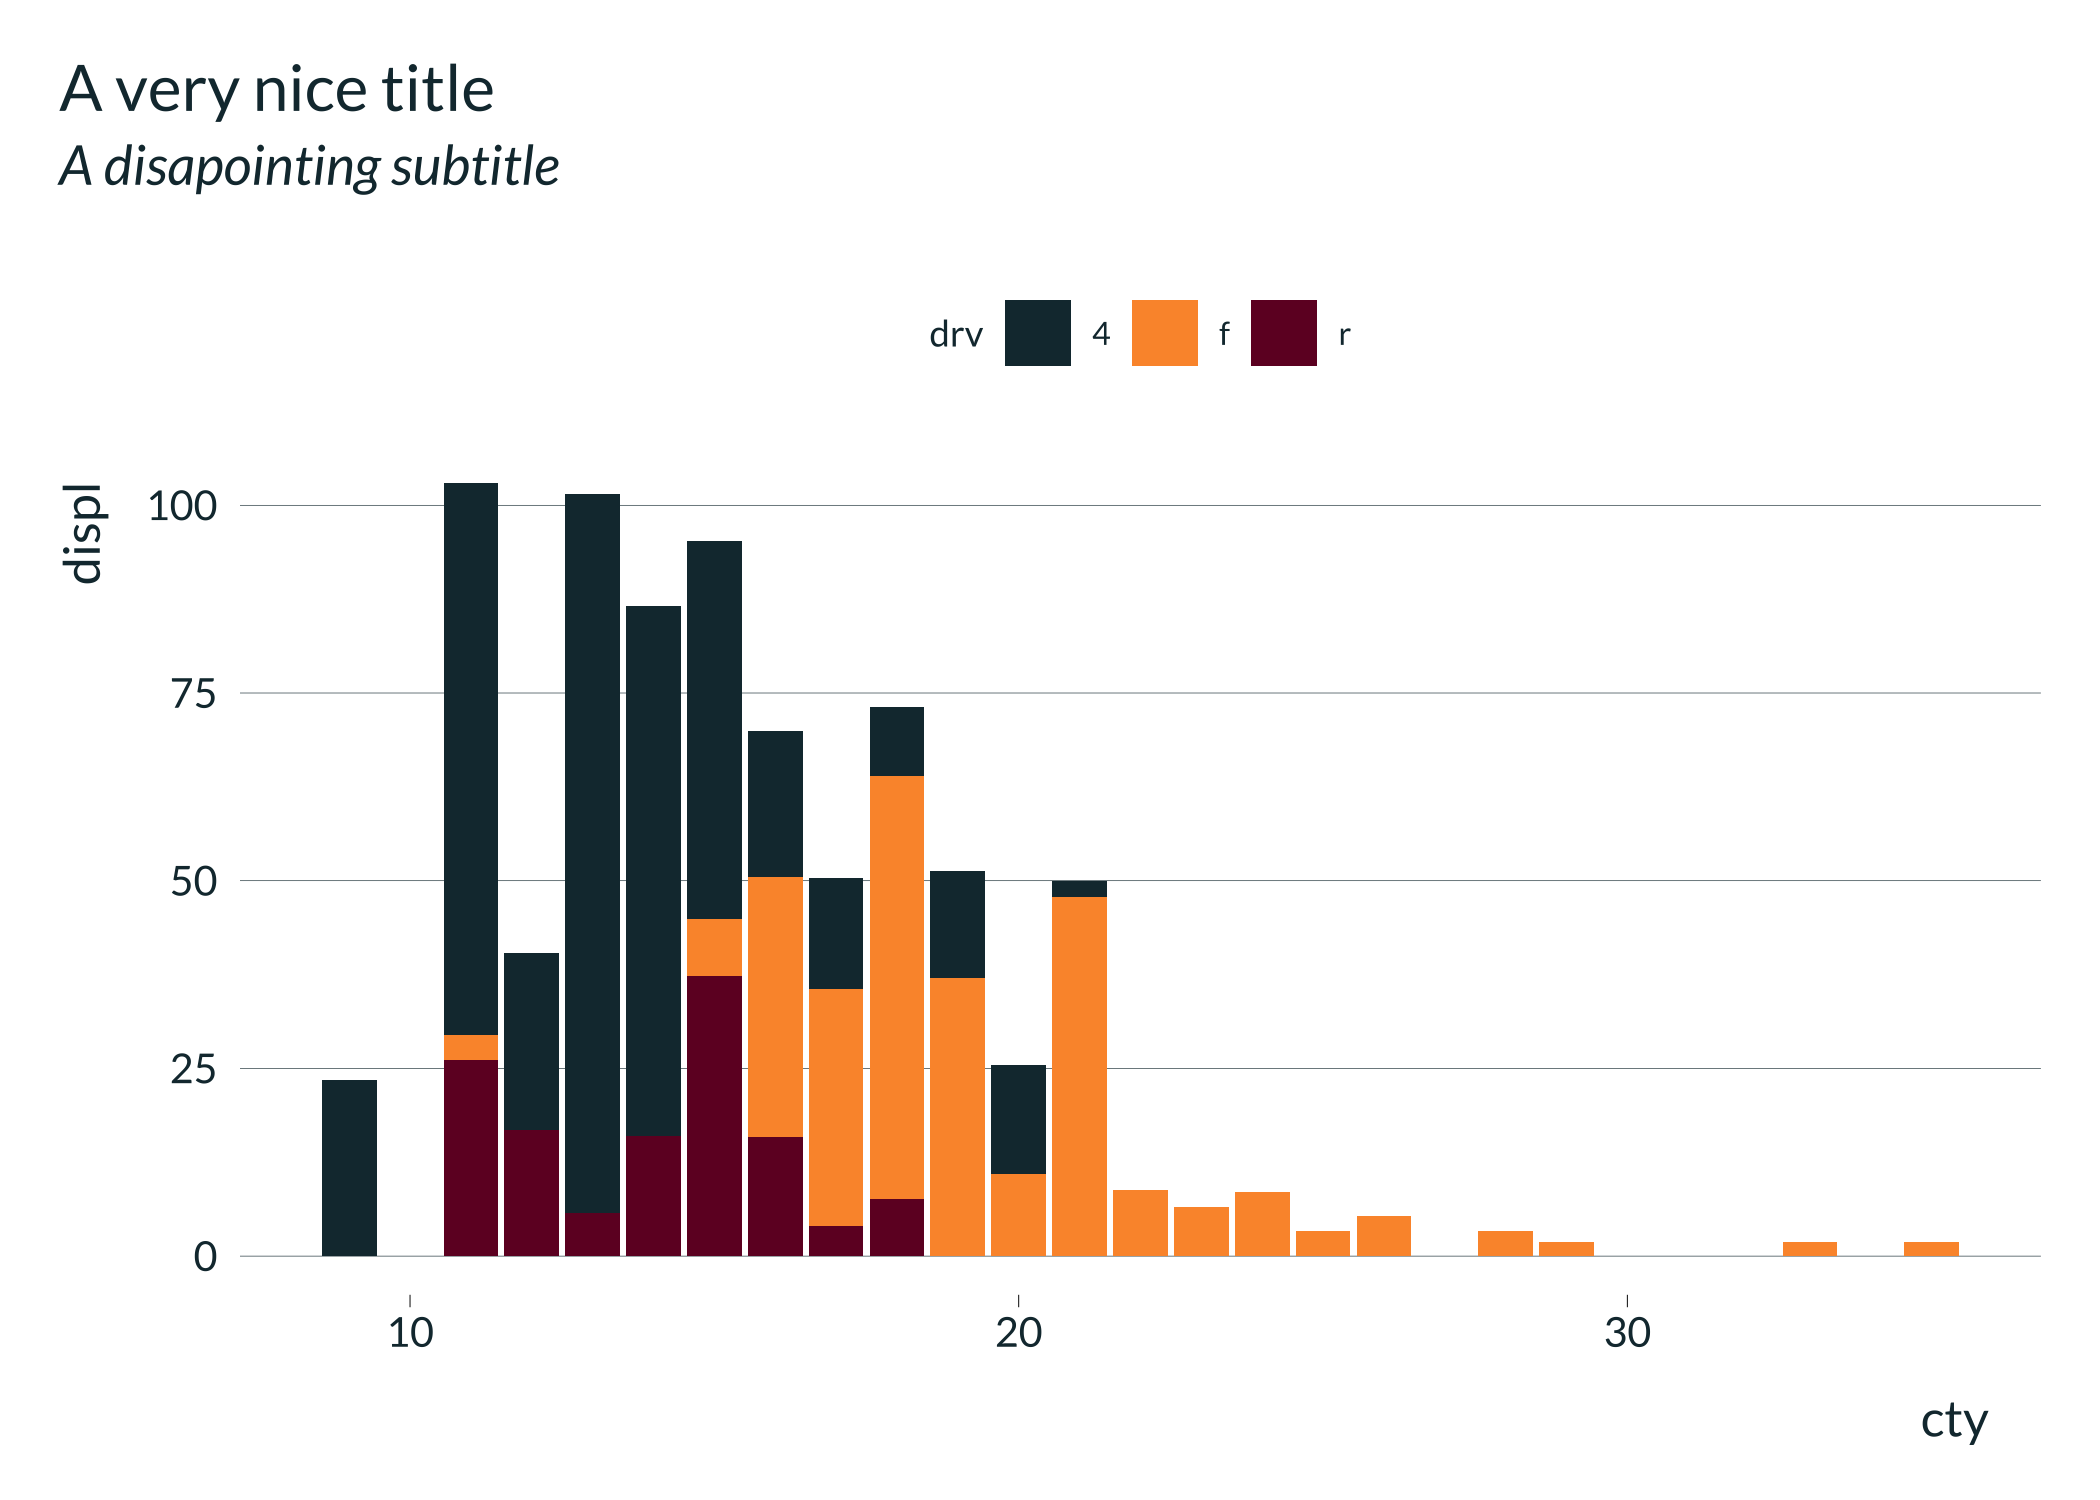 A very nice title
A disapointing subtitle
drv 4 f r
displ
100
75
50
25
0
10 20 30
cty